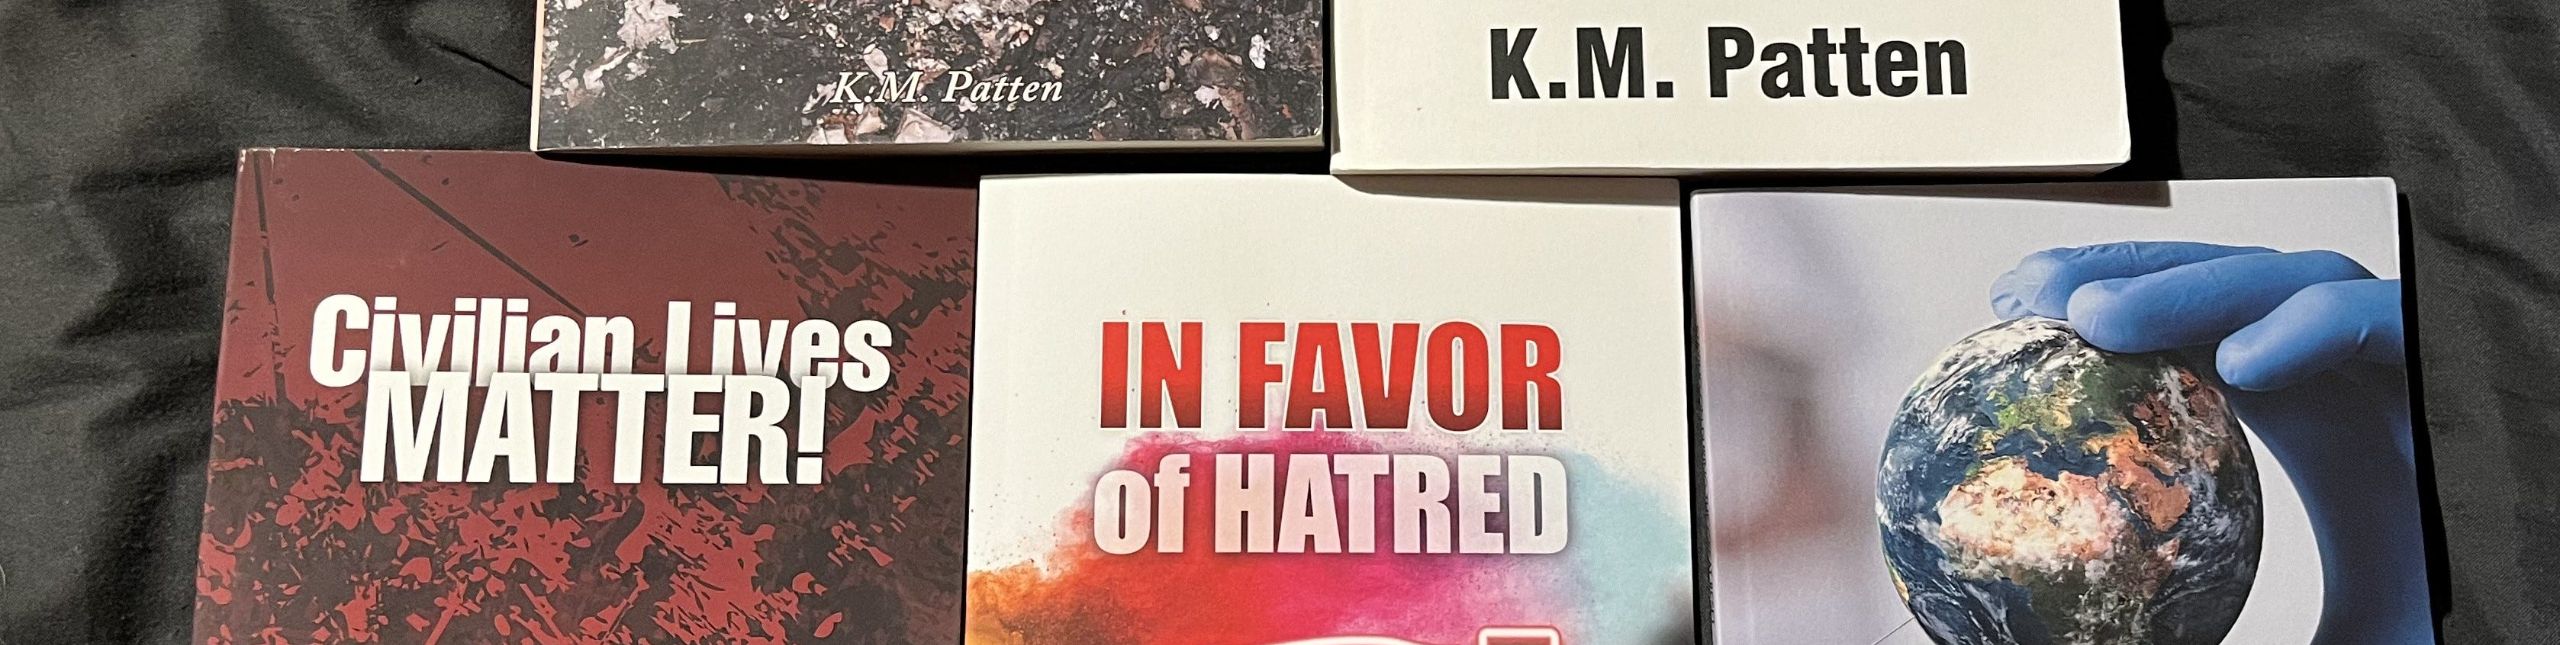 K.M. Patten
K.M. Patten
Civilian Lives
MATTER!
IN FAVOR
of HATRED